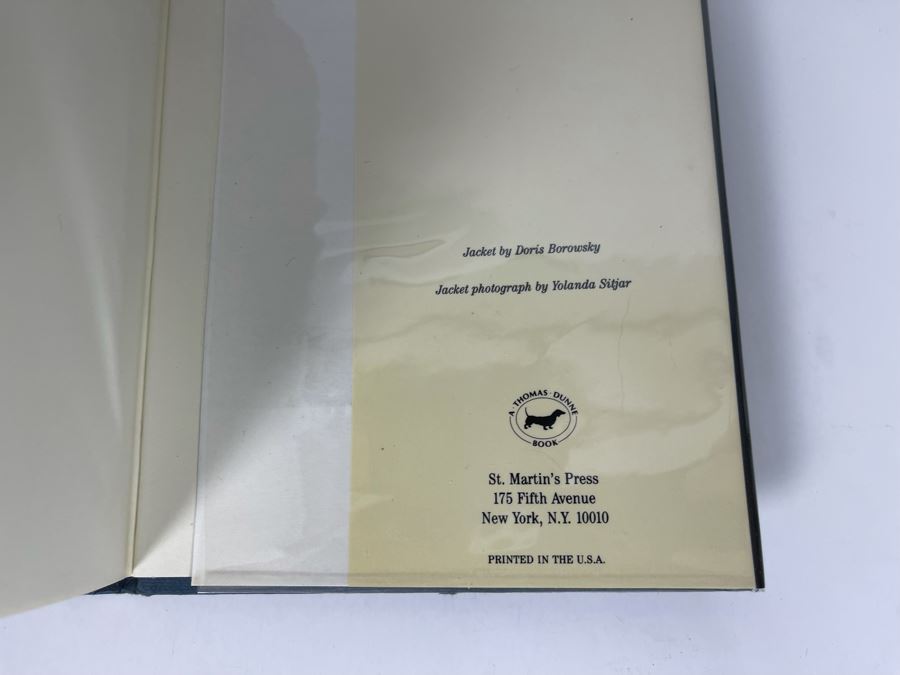 Jacket by Doris Borowsky
Jacket photograph by Yolanda Sitjar
A · THOMAS · DUNNE
BOOK
St. Martin's Press
175 Fifth Avenue
New York, N.Y. 10010
PRINTED IN THE U.S.A.